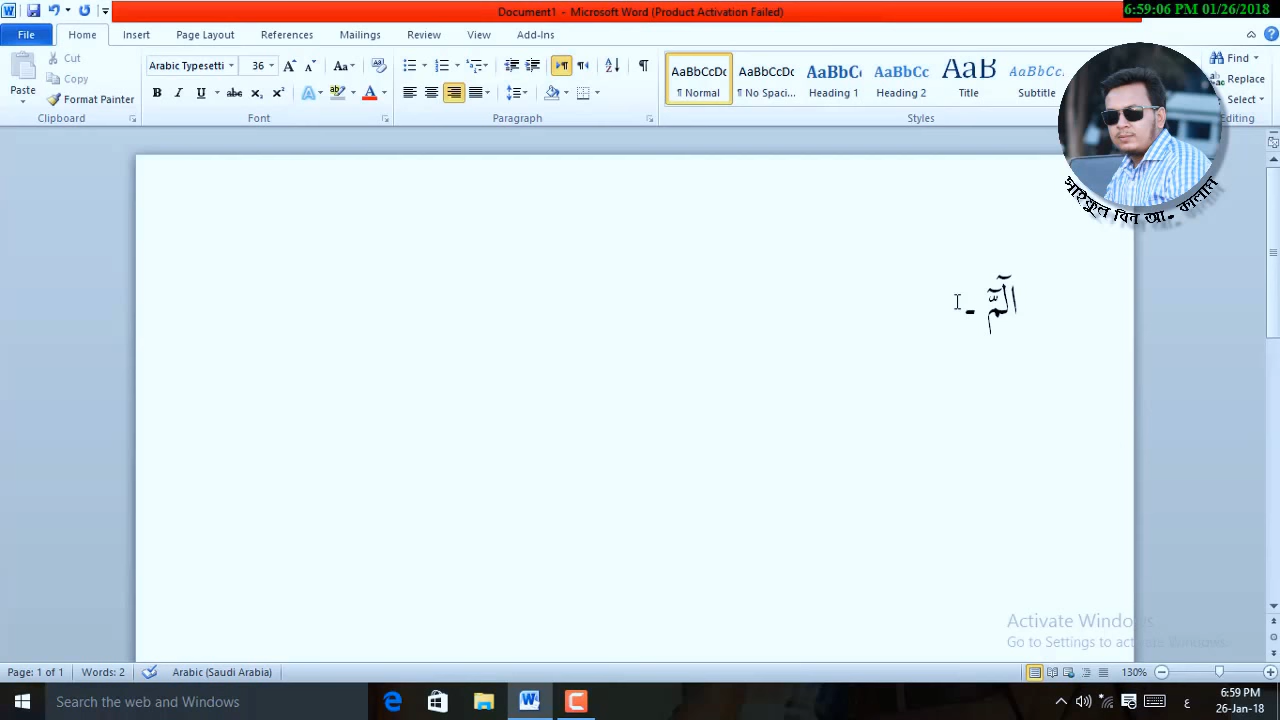 Document1 - Microsoft Word (Product Activation Failed)
6:59:06 PM 01/26/2018
File Home Insert Page Layout References Mailings Review View Add-Ins
Paste
Cut
Copy
Format Painter
Clipboard
Arabic Typesetti 36
Font
Paragraph
AaBbCcDc AaBbCcDc AaBbCc AaBbCc AaB AaBbCc.
¶ Normal ¶ No Spaci... Heading 1 Heading 2 Title Subtitle
Styles
Find
Replace
Select
Editing
সাইফুল বিন আ. কালাম
الٓمّٓ ـ
Activate Windows
Go to Settings to activate Windows.
Page: 1 of 1 Words: 2 Arabic (Saudi Arabia) 130%
Search the web and Windows
ع
6:59 PM
26-Jan-18